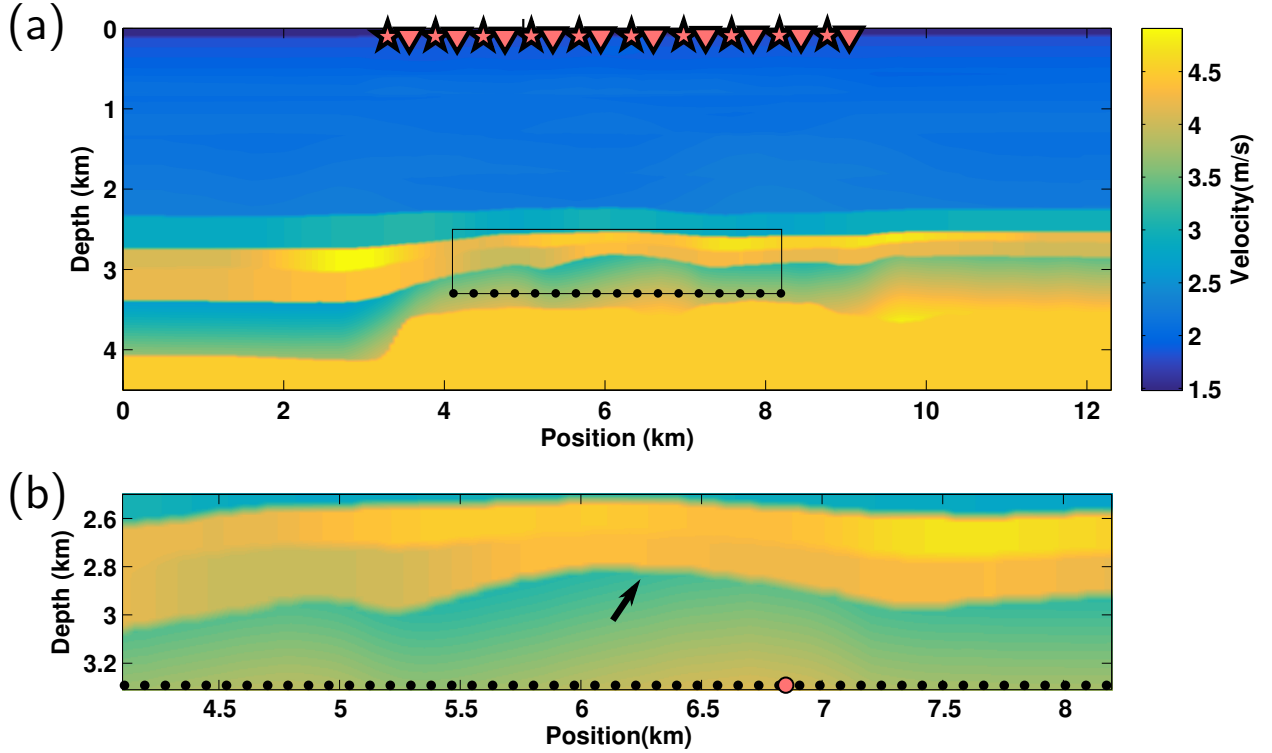 (a)
0
1
2
3
4
Depth (km)
0 2 4 6 8 10 12
Position (km)
4.5
4
3.5
3
2.5
2
1.5
Velocity(m/s)
(b)
2.6
2.8
3
3.2
Depth (km)
4.5 5 5.5 6 6.5 7 7.5 8
Position(km)